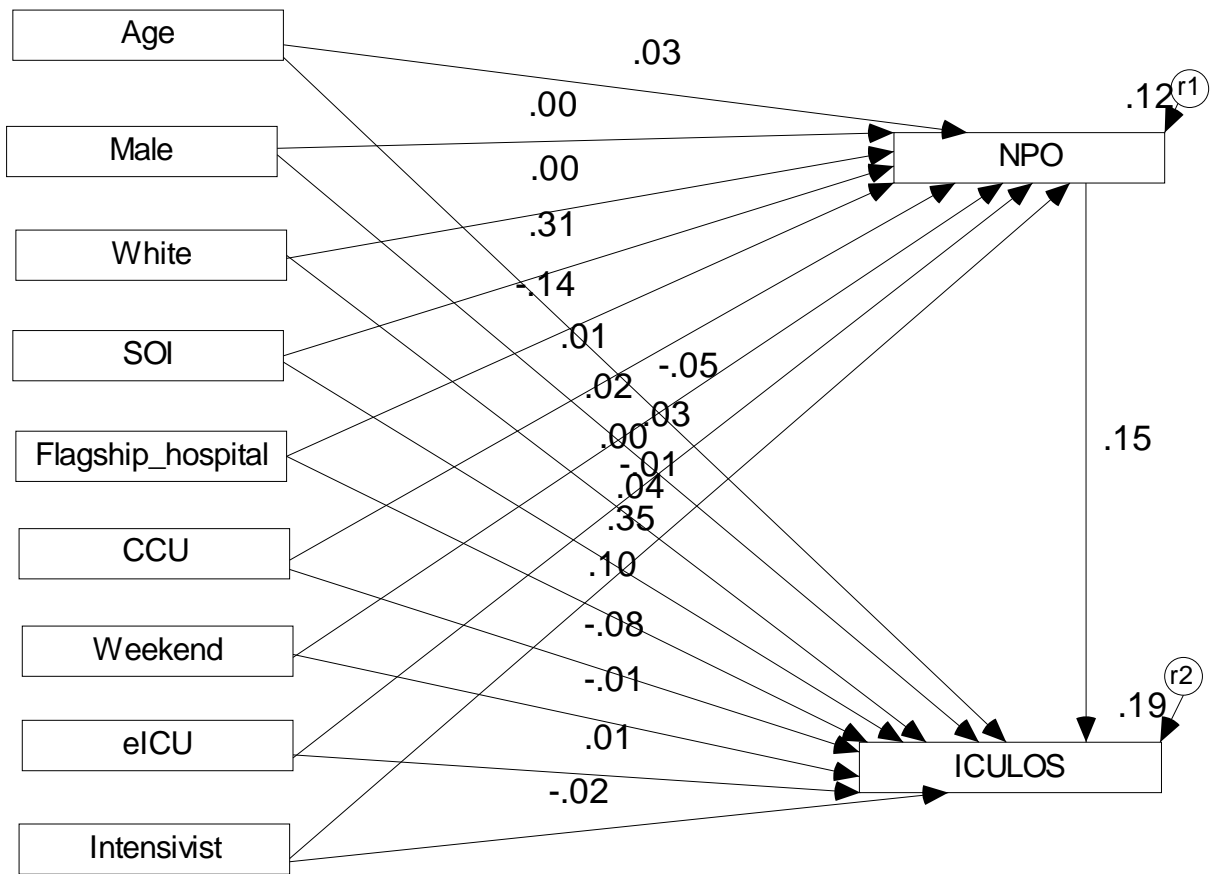 Age
.03
r1
.12
.00
Male
NPO
.00
.31
White
-.14
.01
SOI
-.05
.02
.03
.00
.15
Flagship_hospital
-.01
.04
.35
CCU
.10
-.08
Weekend
r2
-.01
.19
eICU
.01
ICULOS
-.02
Intensivist